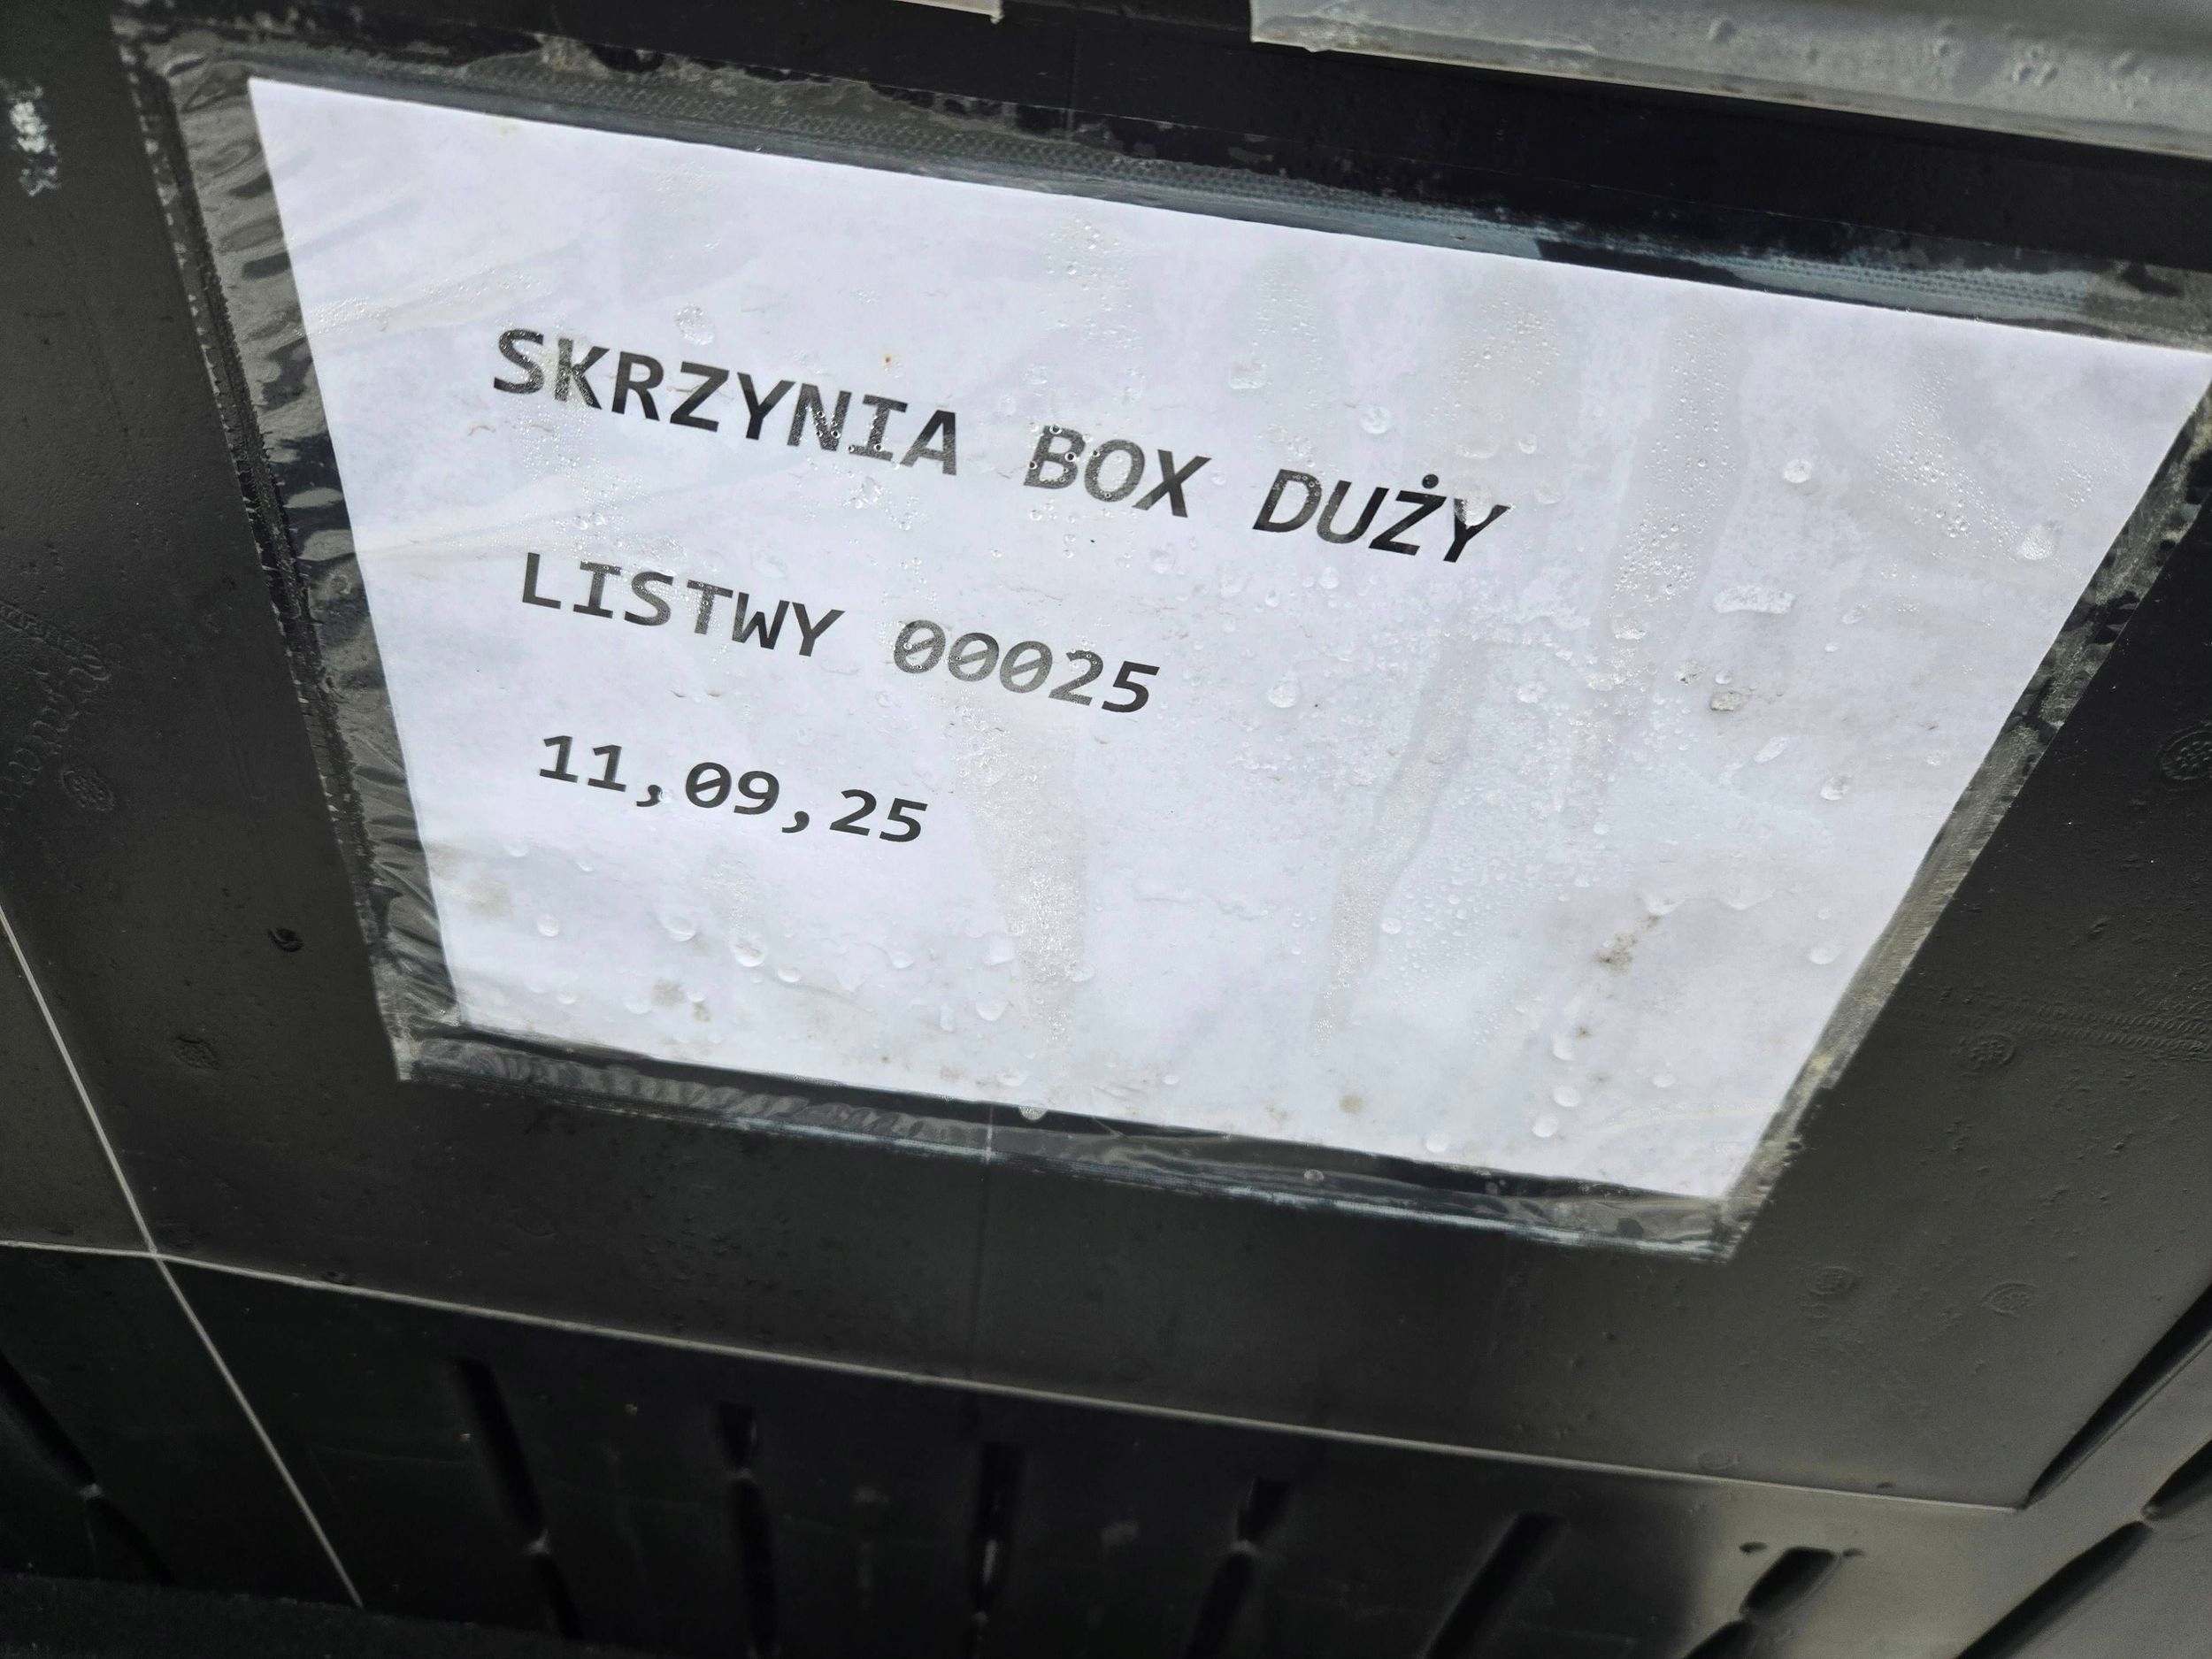 SKRZYNIA BOX DUŻY
LISTWY 00025
11,09,25